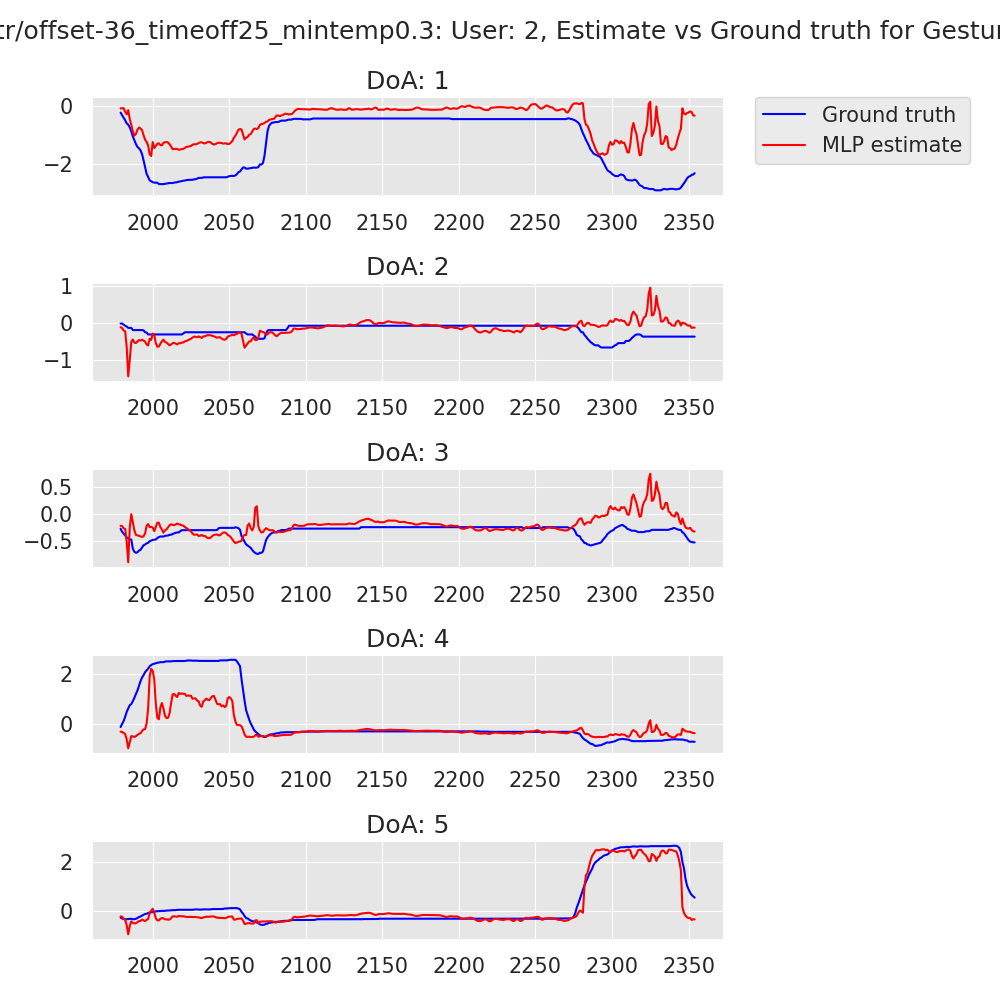 tr/offset-36_timeoff25_mintemp0.3: User: 2, Estimate vs Ground truth for Gestur
DoA: 1
0
−2
2000 2050 2100 2150 2200 2250 2300 2350
Ground truth
MLP estimate
DoA: 2
1
0
−1
2000 2050 2100 2150 2200 2250 2300 2350
DoA: 3
0.5
0.0
−0.5
2000 2050 2100 2150 2200 2250 2300 2350
DoA: 4
2
0
2000 2050 2100 2150 2200 2250 2300 2350
DoA: 5
2
0
2000 2050 2100 2150 2200 2250 2300 2350